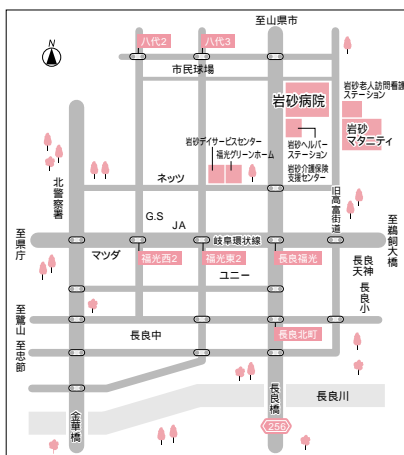 至山県市
八代2
八代3
N
市民球場
岩砂病院
岩砂老人訪問看護
ステーション
岩砂
マタニティ
岩砂デイサービスセンター
福光グリーンホーム
岩砂ヘルパー
ステーション
岩砂介護保険
支援センター
北警察署
ネッツ
旧高富街道
G.S
JA
至県庁
岐阜環状線
至鵜飼大橋
マツダ
福光西2
福光東2
長良福光
ユニー
長良天神
長良小
至鷺山
至忠節
長良中
長良北町
金華橋
長良橋
長良川
256